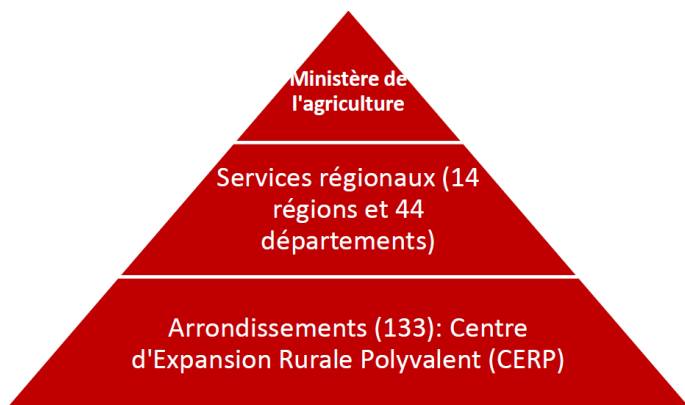 Ministère de
l'agriculture
Services régionaux (14
régions et 44
départements)
Arrondissements (133): Centre
d'Expansion Rurale Polyvalent (CERP)